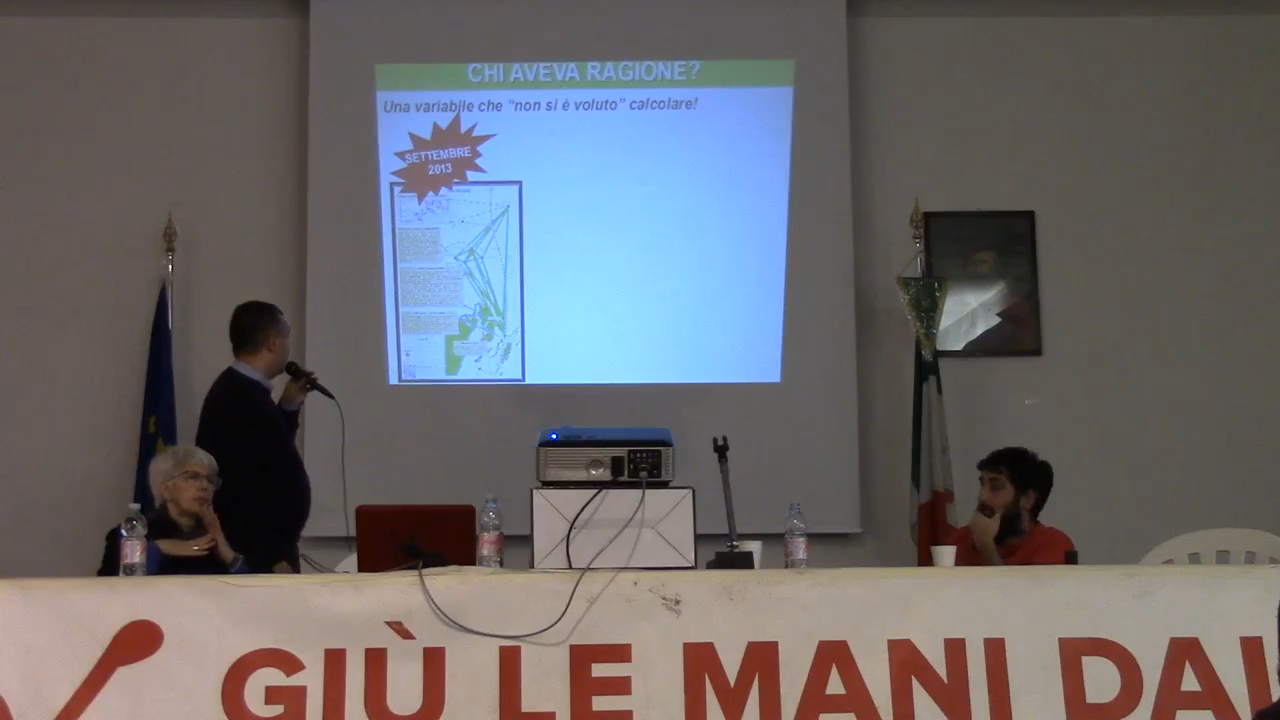 CHI AVEVA RAGIONE?
Una variabile che “non si è voluto” calcolare!
SETTEMBRE
2013
GIÙ LE MANI DAL